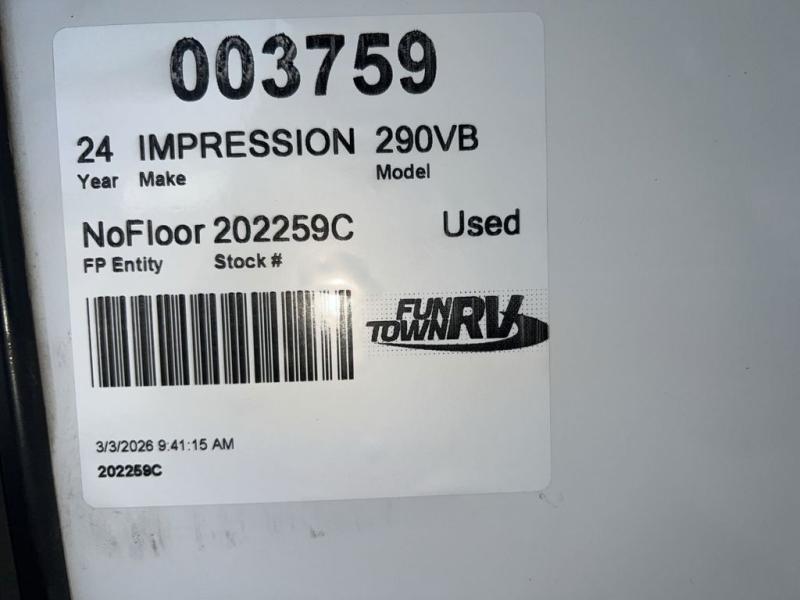 003759
24 IMPRESSION 290VB
Year Make Model
NoFloor 202259C Used
FP Entity Stock #
FUN TOWN RV
3/3/2026 9:41:15 AM
202259C